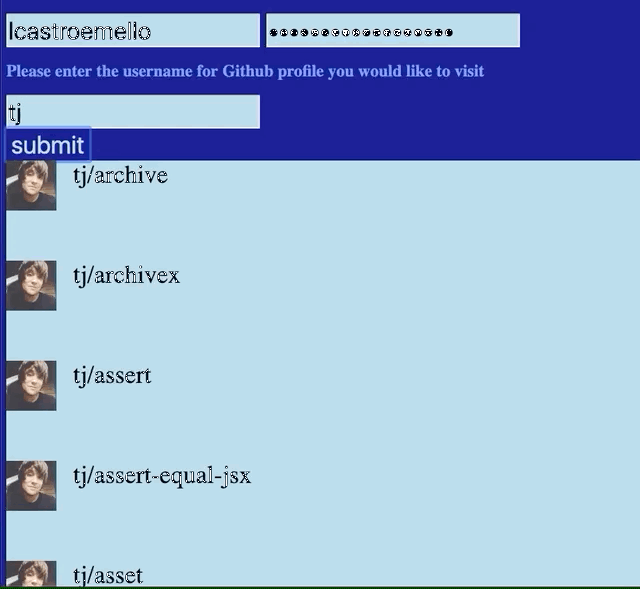 lcastroemello
Please enter the username for Github profile you would like to visit
tj
submit
tj/archive
tj/archivex
tj/assert
tj/assert-equal-jsx
tj/asset